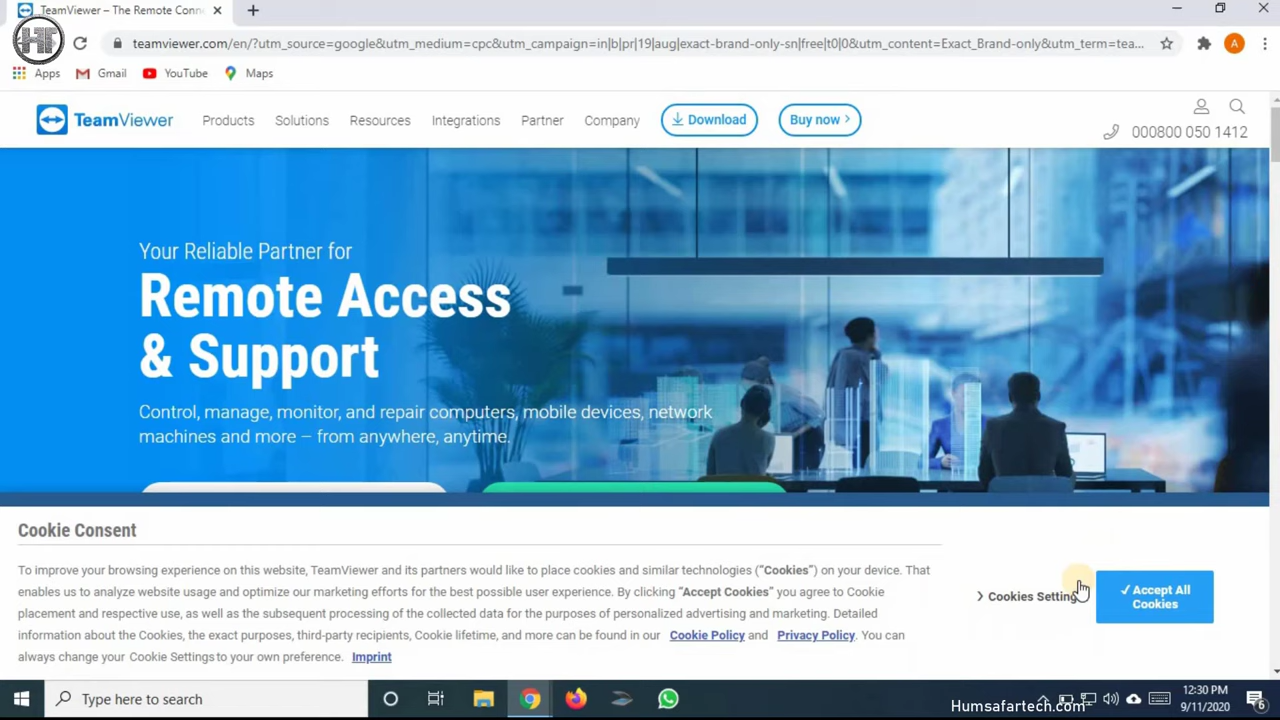 TeamViewer – The Remote Conn
HT
teamviewer.com/en/?utm_source=google&utm_medium=cpc&utm_campaign=in|b|pr|19|aug|exact-brand-only-sn|free|t0|0&utm_content=Exact_Brand-only&utm_term=tea...
A
Apps Gmail YouTube Maps
TeamViewer Products Solutions Resources Integrations Partner Company Download Buy now
000800 050 1412
Your Reliable Partner for
Remote Access
& Support
Control, manage, monitor, and repair computers, mobile devices, network
machines and more – from anywhere, anytime.
Cookie Consent
To improve your browsing experience on this website, TeamViewer and its partners would like to place cookies and similar technologies (“Cookies”) on your device. That
enables us to analyze website usage and optimize our marketing efforts for the best possible user experience. By clicking “Accept Cookies” you agree to Cookie
placement and respective use, as well as the subsequent processing of the collected data for the purposes of personalized advertising and marketing. Detailed
information about the Cookies, the exact purposes, third-party recipients, Cookie lifetime, and more can be found in our Cookie Policy and Privacy Policy. You can
always change your Cookie Settings to your own preference. Imprint
Cookies Setting
✓ Accept All
Cookies
Type here to search
12:30 PM
9/11/2020
6
Humsafartech.com